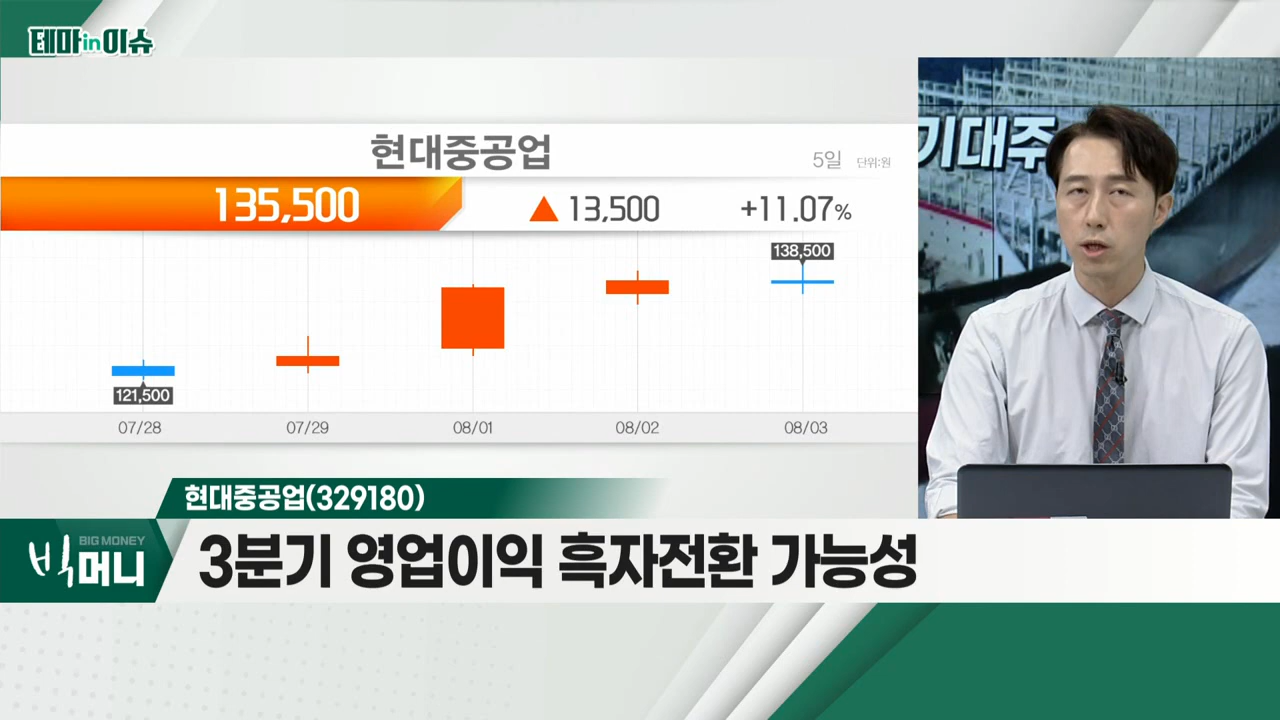 테마in이슈
현대중공업
5일 단위:원
135,500 ▲ 13,500 +11.07%
138,500
121,500
07/28 07/29 08/01 08/02 08/03
기대주
현대중공업(329180)
BIG MONEY
빅머니
3분기 영업이익 흑자전환 가능성